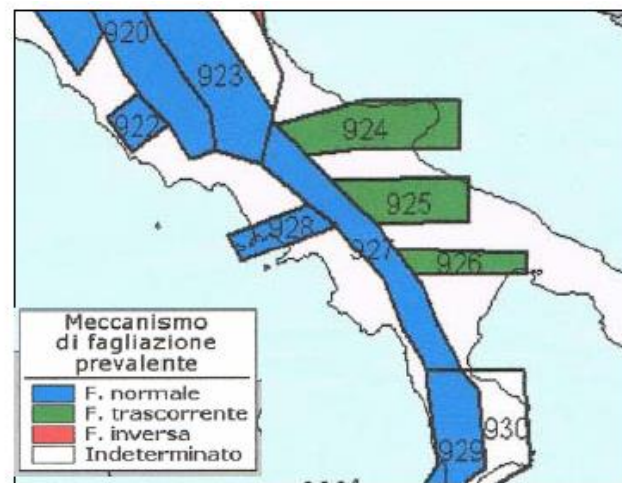 920
923
922
924
925
928
927
926
Meccanismo
di fagliazione
prevalente
F. normale
F. trascorrente
F. inversa
Indeterminato
929
930